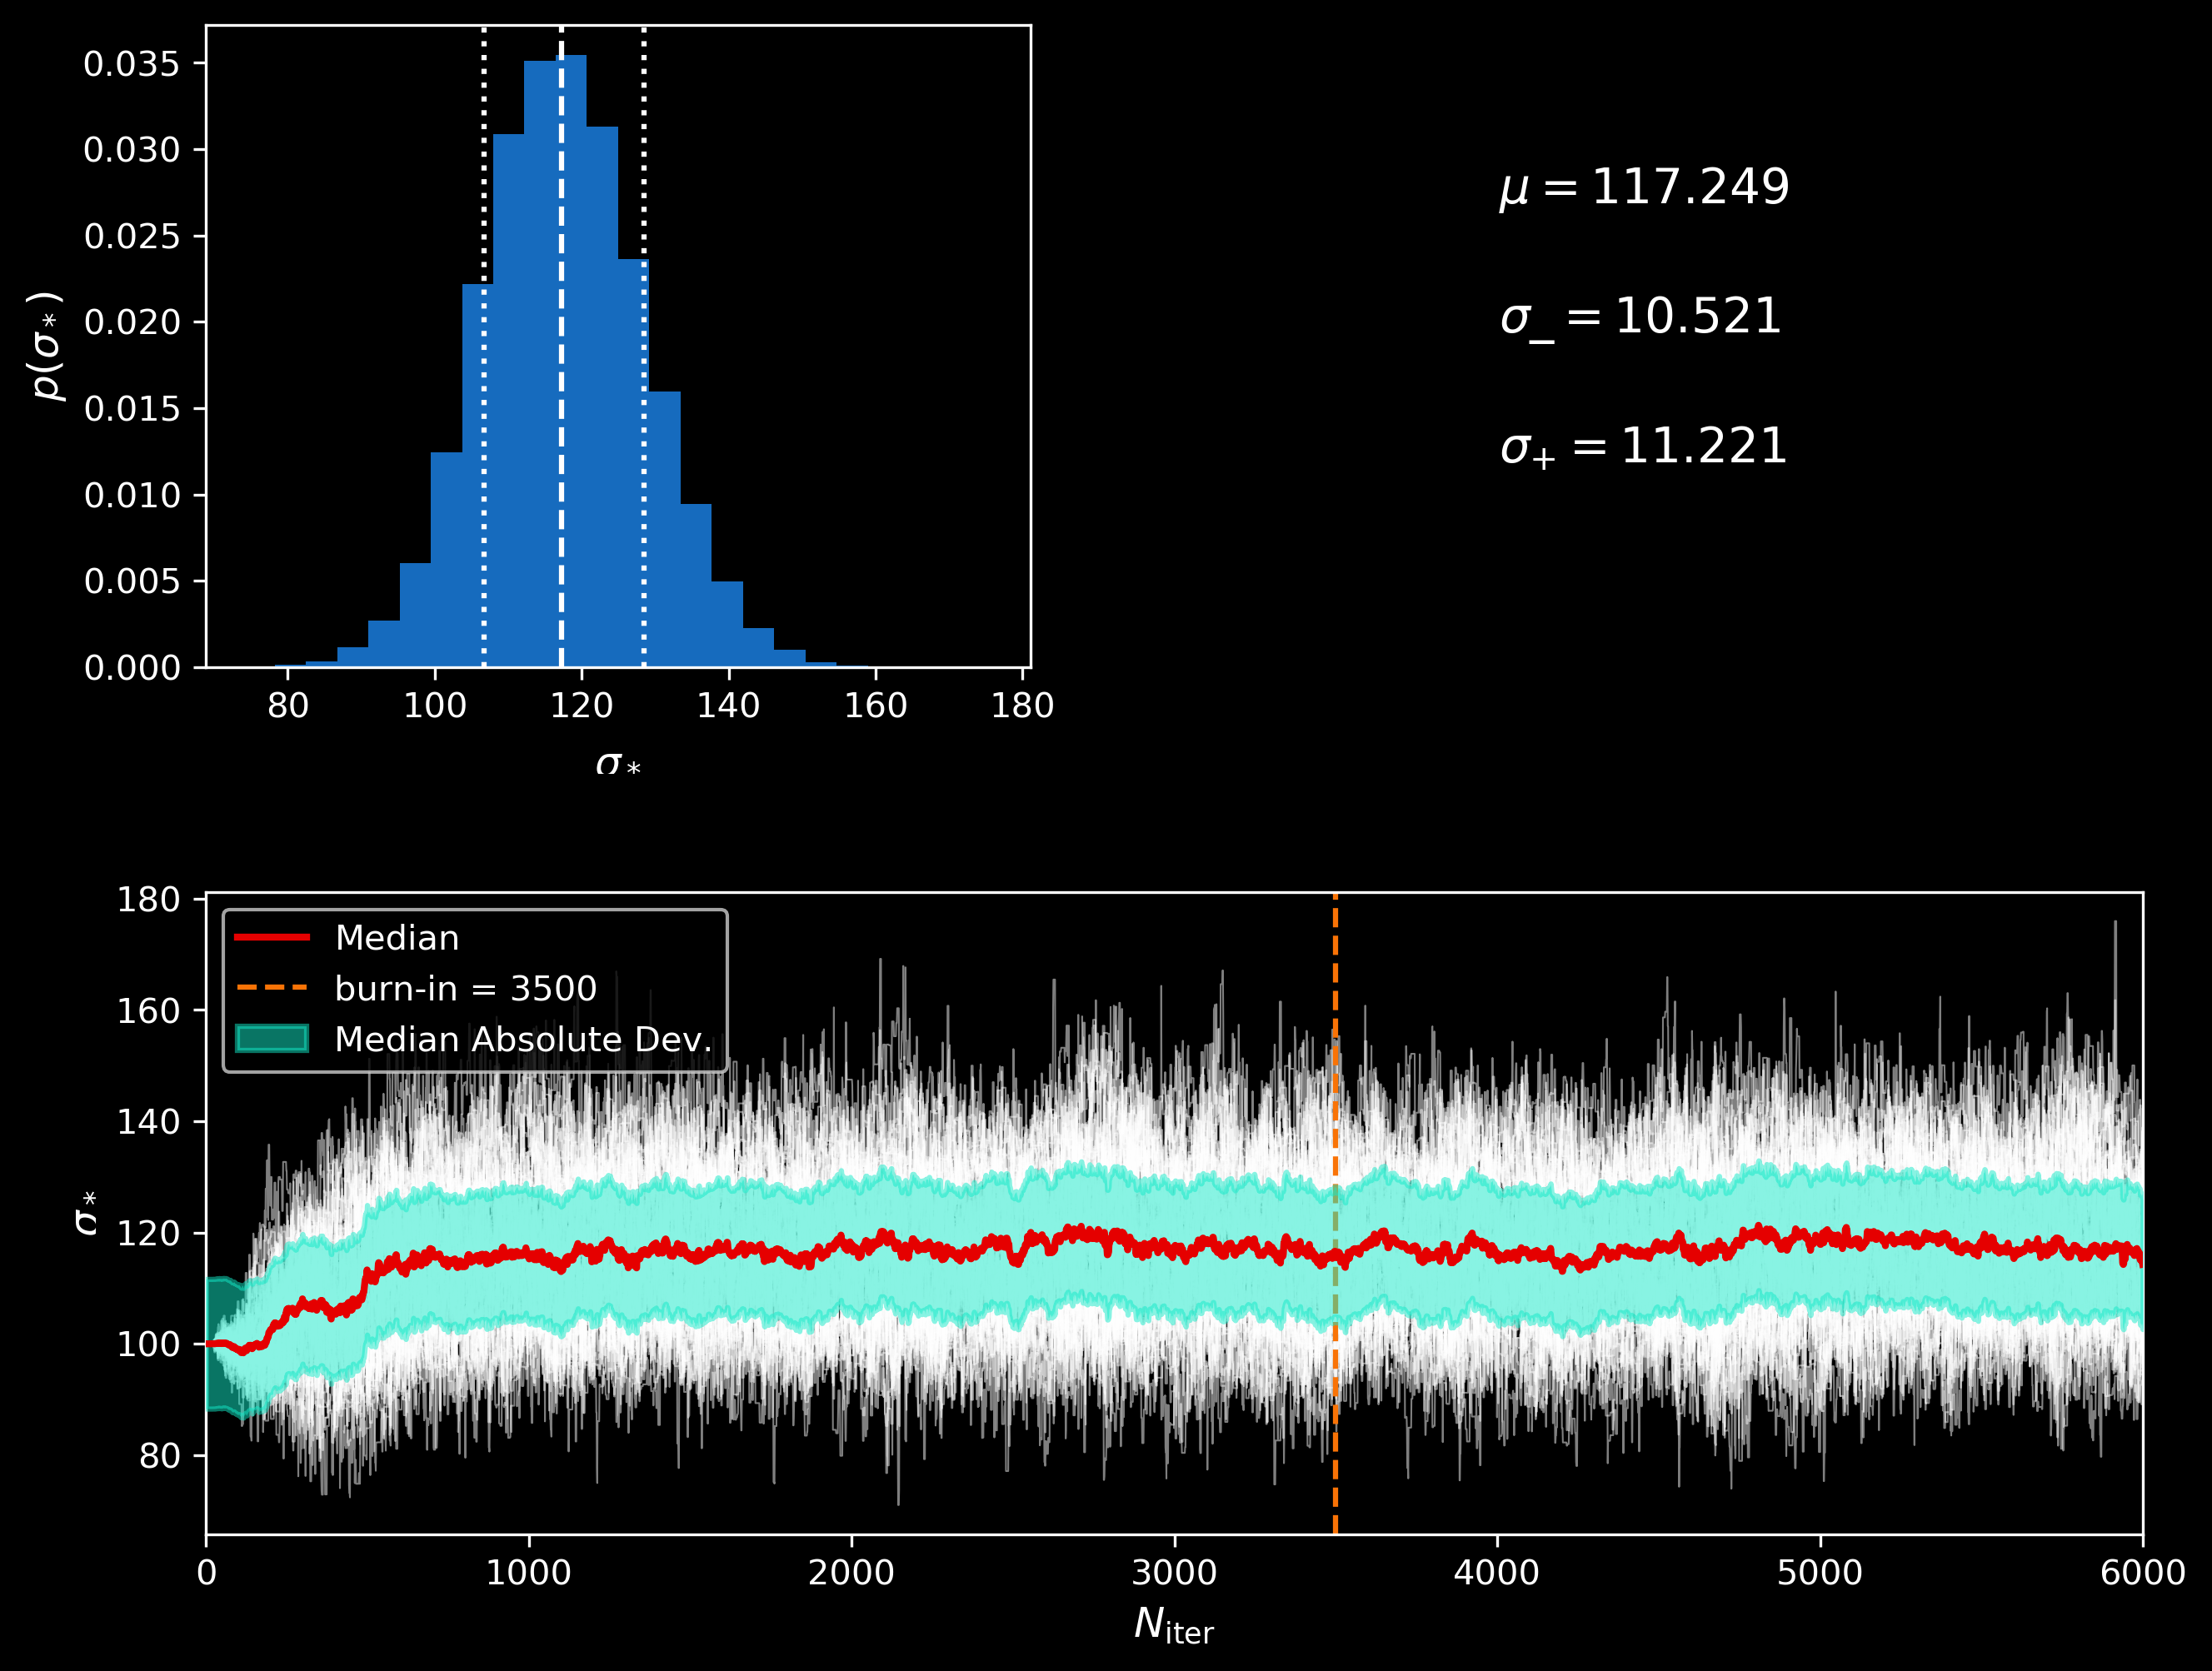 0.035
0.030
0.025
0.020
0.015
0.010
0.005
0.000
p(σ*)
80 100 120 140 160 180
σ*
μ = 117.249
σ_ = 10.521
σ+ = 11.221
180
160
140
120
100
80
σ*
Median
burn-in = 3500
Median Absolute Dev.
0 1000 2000 3000 4000 5000 6000
Niter